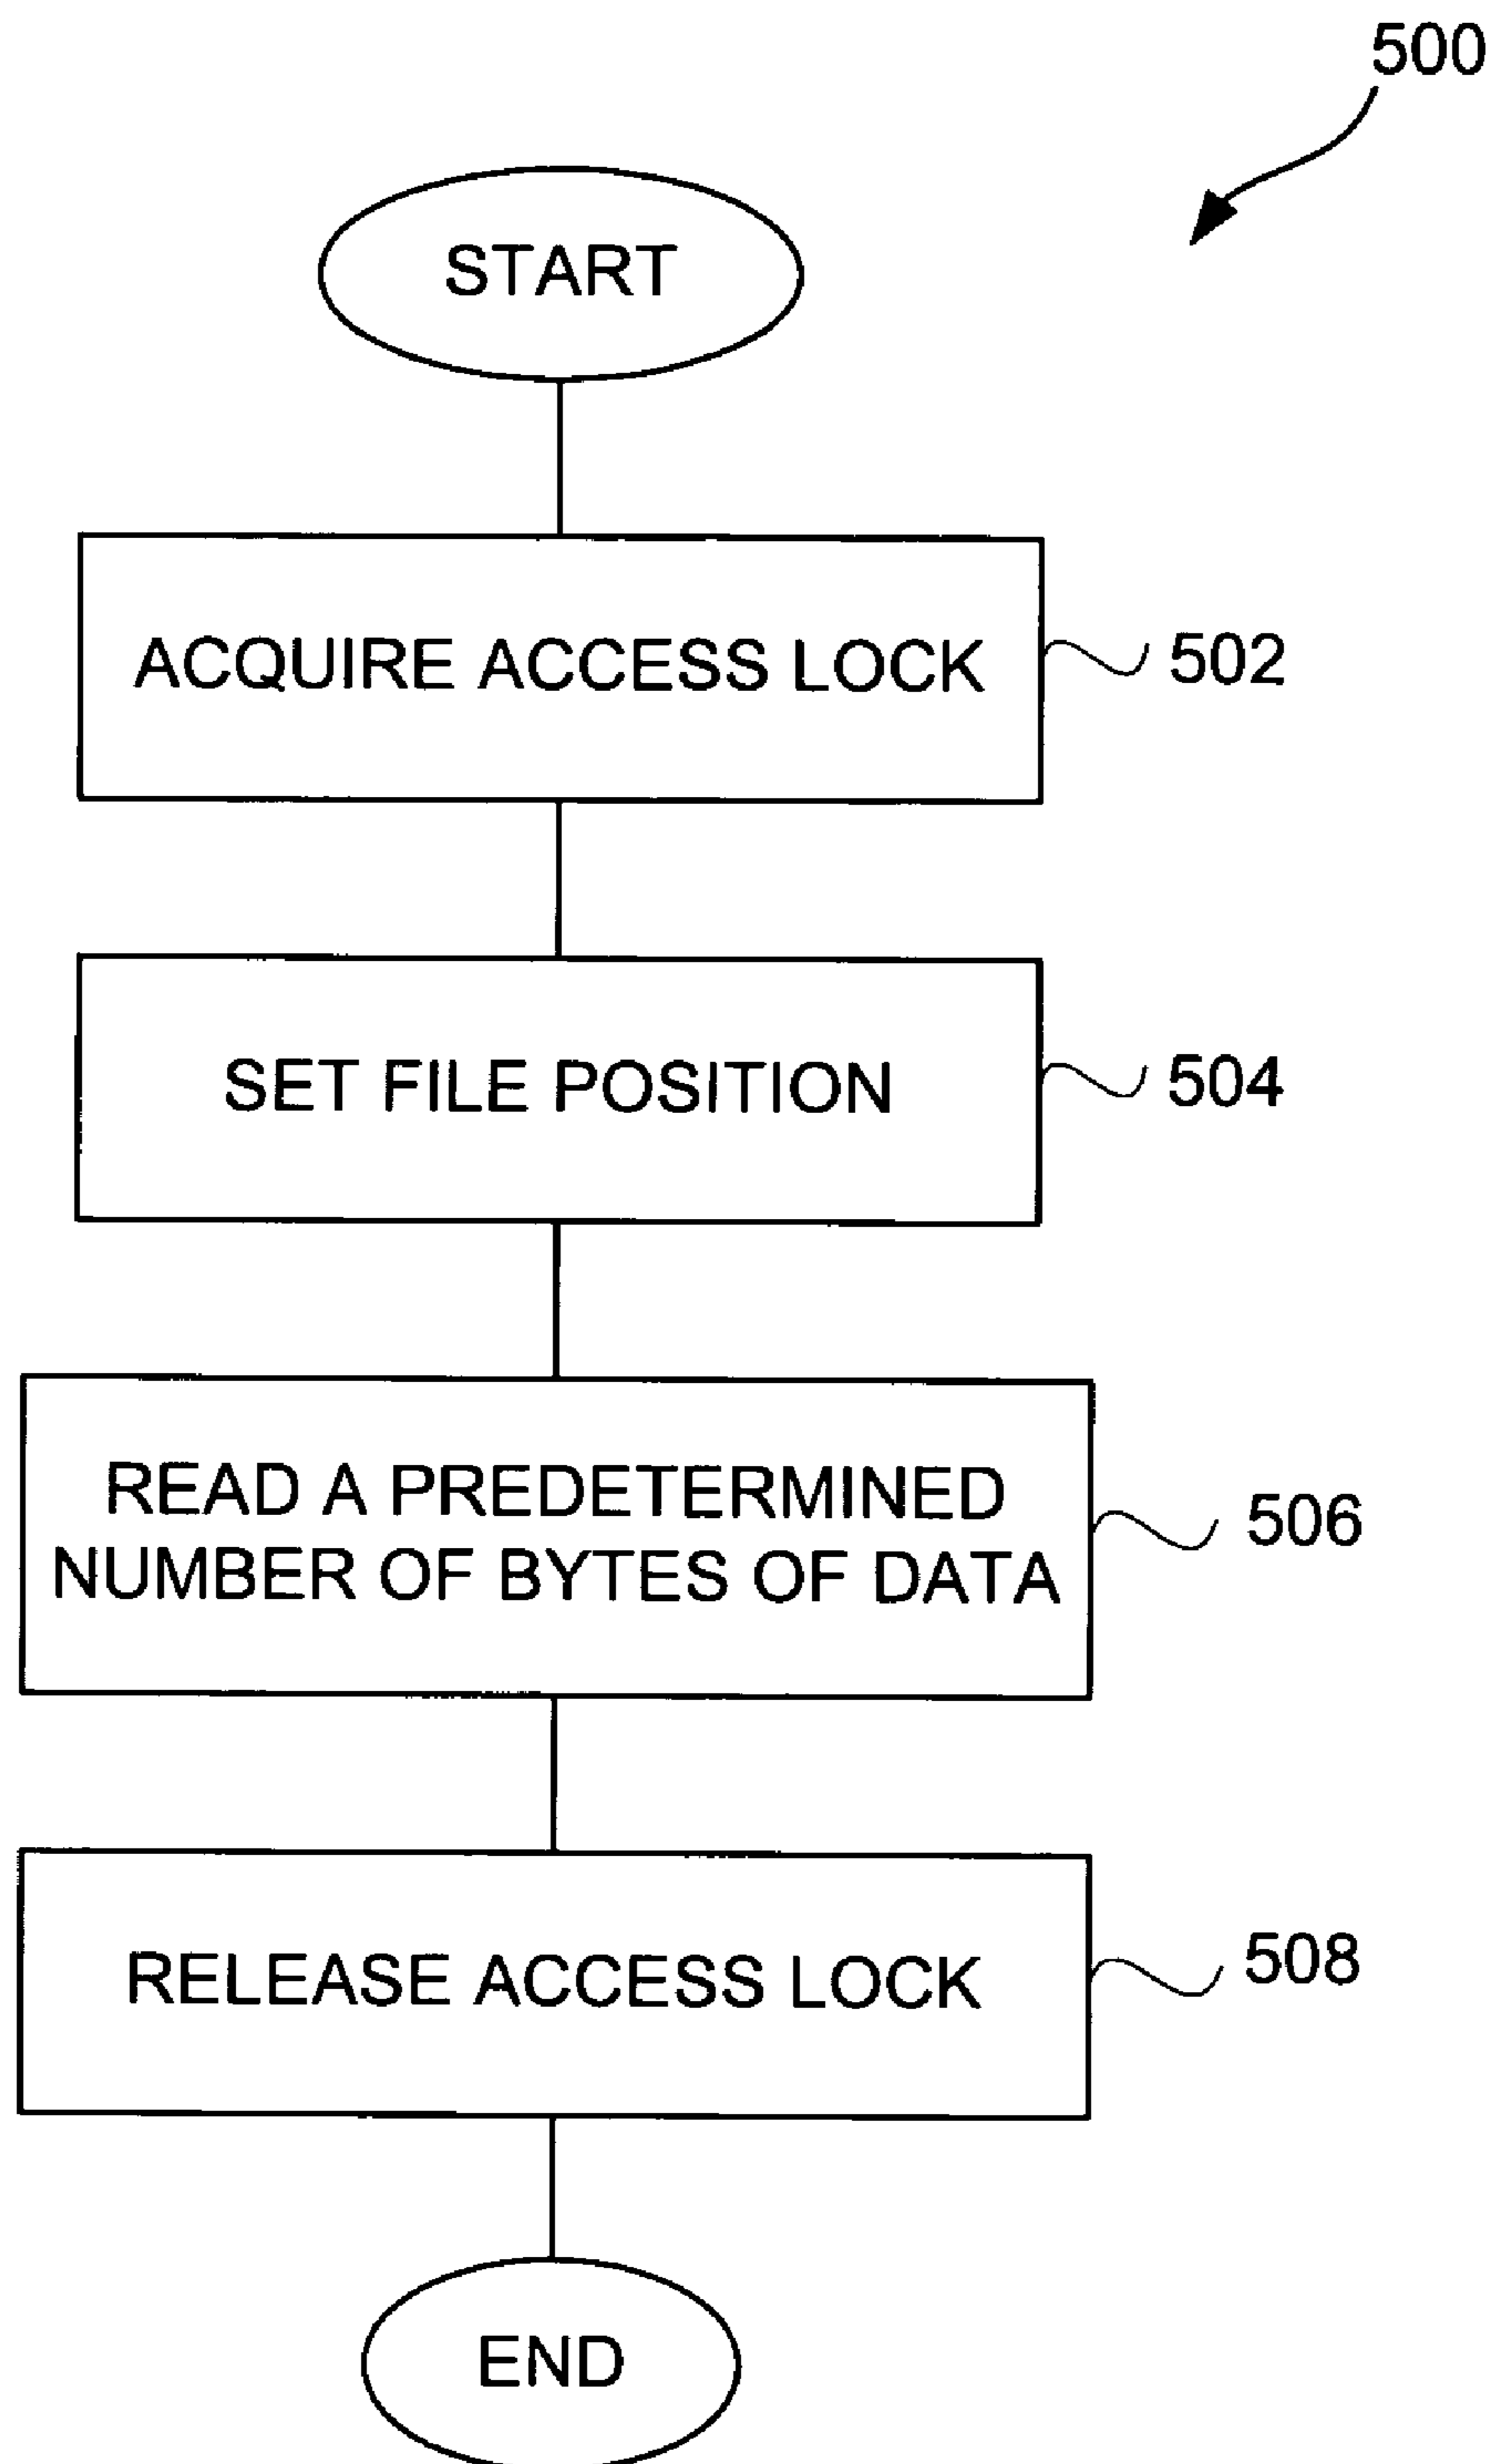 500
START
ACQUIRE ACCESS LOCK
502
SET FILE POSITION
504
READ A PREDETERMINED
NUMBER OF BYTES OF DATA
506
RELEASE ACCESS LOCK
508
END